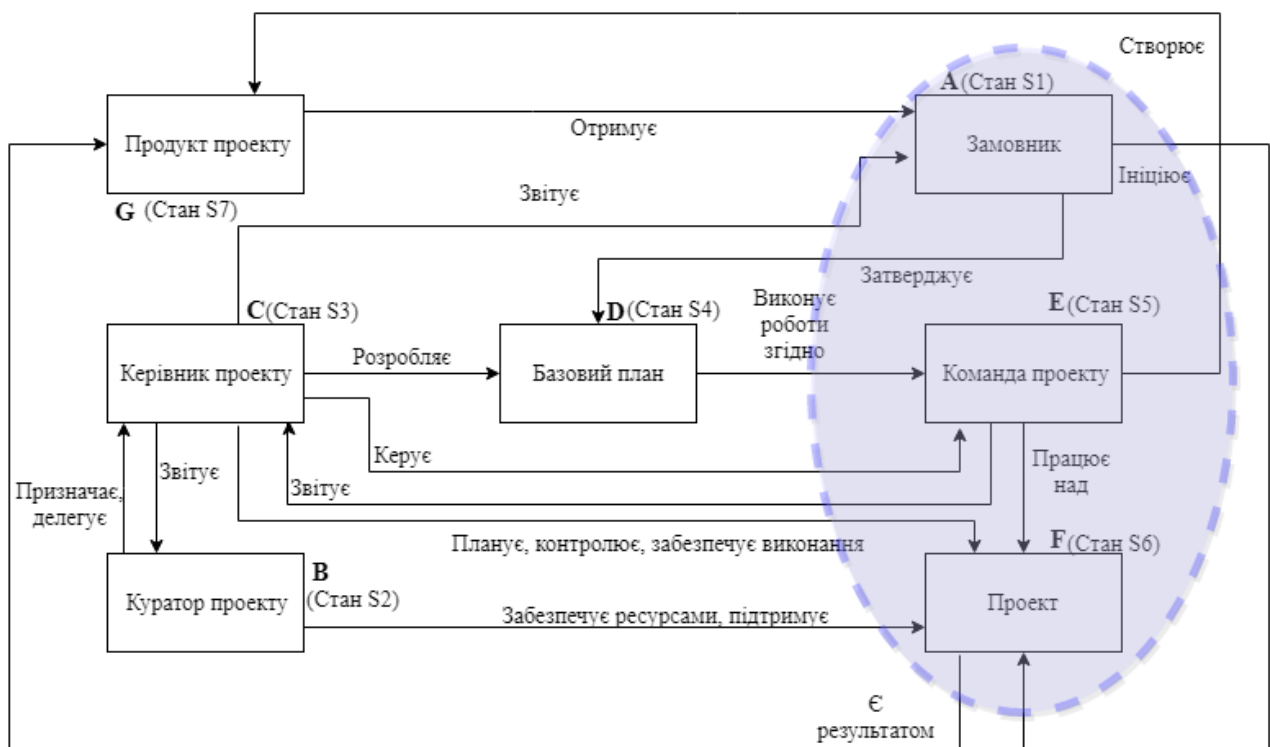 Створює
A (Стан S1)
Продукт проекту
Отримує
Замовник
Ініціює
G (Стан S7)
Звітує
Затверджує
C (Стан S3)
D (Стан S4)
Виконує
роботи
згідно
E (Стан S5)
Керівник проекту
Розробляє
Базовий план
Команда проекту
Керує
Звітує
Звітує
Працює
над
Призначає,
делегує
Планує, контролює, забезпечує виконання
F (Стан S6)
Куратор проекту
B
(Стан S2)
Забезпечує ресурсами, підтримує
Проект
Є
результатом